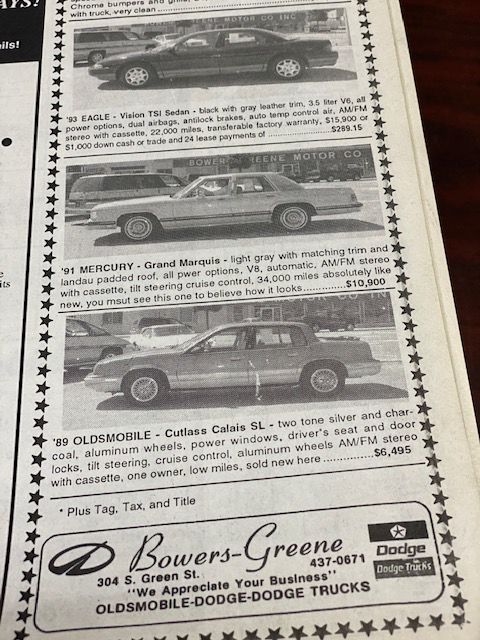 AYS?
ails!
Chrome bumpers and grille,
with truck, very clean
GREENE MOTOR CO INC
'93 EAGLE - Vision TSI Sedan - black with gray leather trim, 3.5 liter V6, all
power options, dual airbags, antilock brakes, auto temp control air, AM/FM
stereo with cassette, 22,000 miles, transferable factory warranty, $15,900 or
$1,000 down cash or trade and 24 lease payments of ..................$289.15
BOWERS GREENE MOTOR CO
'91 MERCURY - Grand Marquis - light gray with matching trim and
landau padded roof, all pwer options, V8, automatic, AM/FM stereo
with cassette, tilt steering cruise control, 34,000 miles absolutely like
new, you msut see this one to believe how it looks............$10,900
MOTOR CO IN
'89 OLDSMOBILE - Cutlass Calais SL - two tone silver and char-
coal, aluminum wheels, power windows, driver's seat and door
locks, tilt steering, cruise control, aluminum wheels AM/FM stereo
with cassette, one owner, low miles, sold new here ..............$6,495
* Plus Tag, Tax, and Title
Bowers-Greene
304 S. Green St. 437-0671
"We Appreciate Your Business"
OLDSMOBILE-DODGE-DODGE TRUCKS
Dodge
Dodge Trucks
e
its